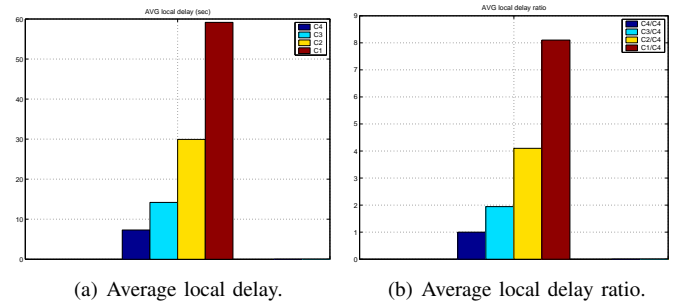 AVG local delay (sec)
60
50
40
30
20
10
0
C4
C3
C2
C1
(a) Average local delay.
AVG local delay ratio
9
8
7
6
5
4
3
2
1
0
C4/C4
C3/C4
C2/C4
C1/C4
(b) Average local delay ratio.